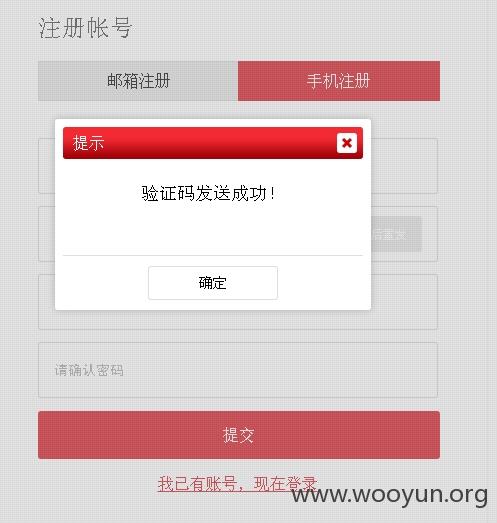 注册帐号
邮箱注册 手机注册
提示
验证码发送成功！
后重发
确定
请确认密码
提交
我已有账号，现在登录
www.wooyun.org